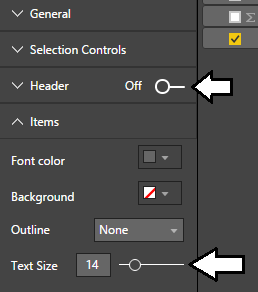 General
Selection Controls
Header Off
Items
Font color
Background
Outline None
Text Size 14
Σ